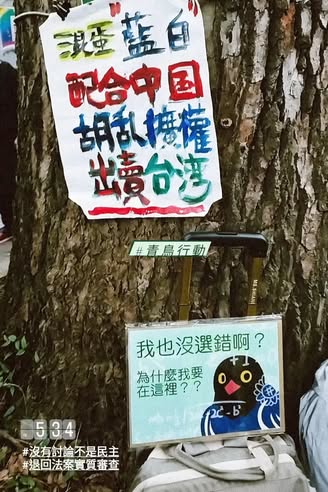 混蛋"藍白"
配合中国
胡乱擴權
出賣台湾
#青鳥行動
我也沒選錯啊?
為什麼我要
在這裡??
534
#沒有討論不是民主
#退回法案實質審查